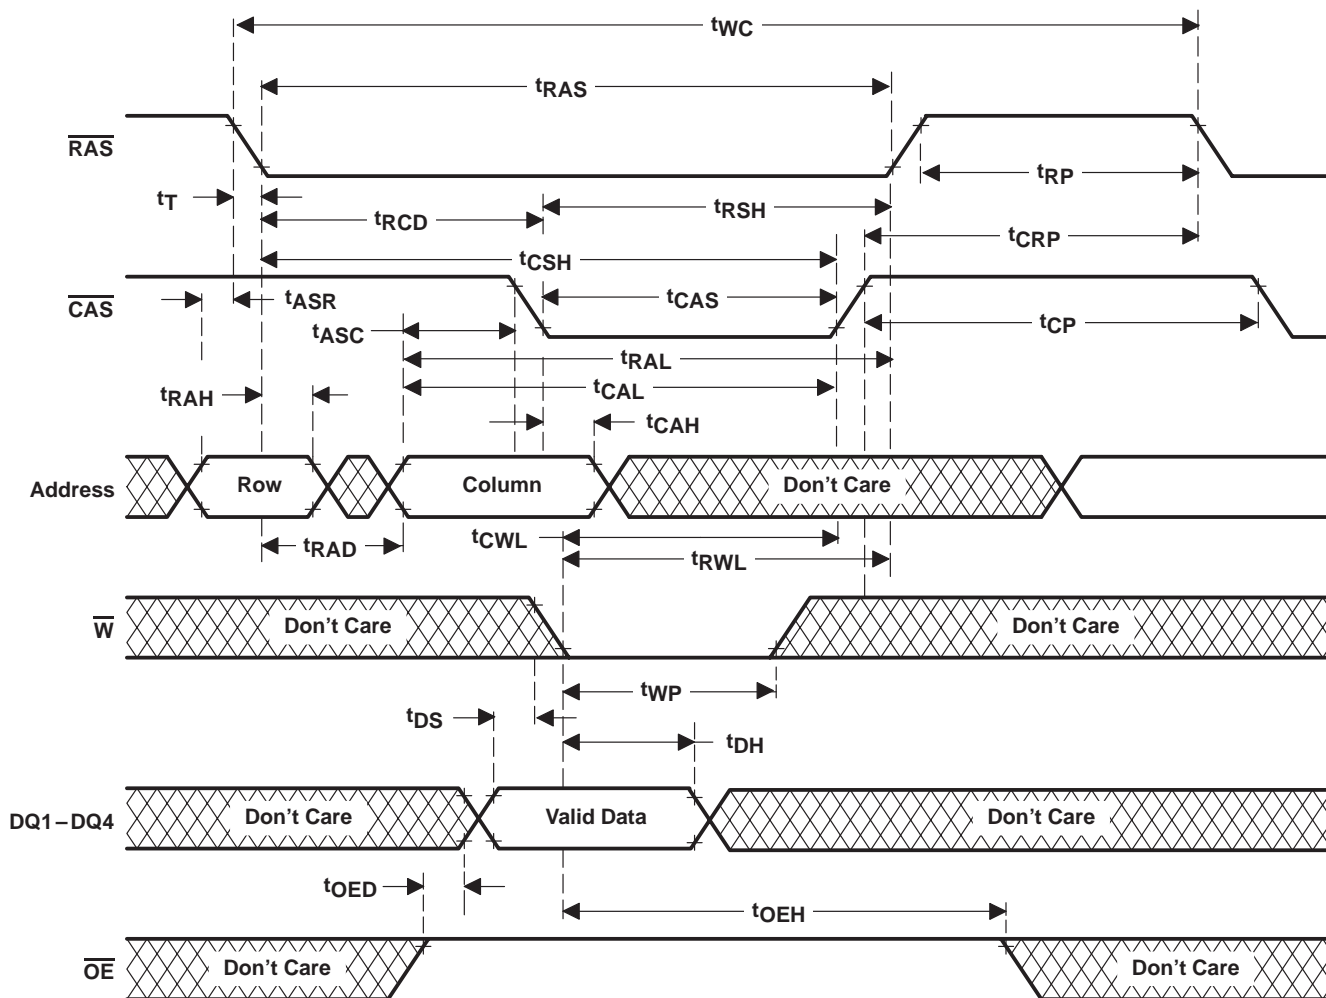 tWC
tRAS
RAS
tRP
tT
tRCD
tRSH
tCRP
tCSH
CAS
tASR
tCAS
tASC
tCP
tRAL
tRAH
tCAL
tCAH
Address Row Column Don't Care
tCWL
tRAD
tRWL
W Don't Care Don't Care
tWP
tDS
tDH
DQ1–DQ4 Don't Care Valid Data Don't Care
tOED
tOEH
OE Don't Care Don't Care